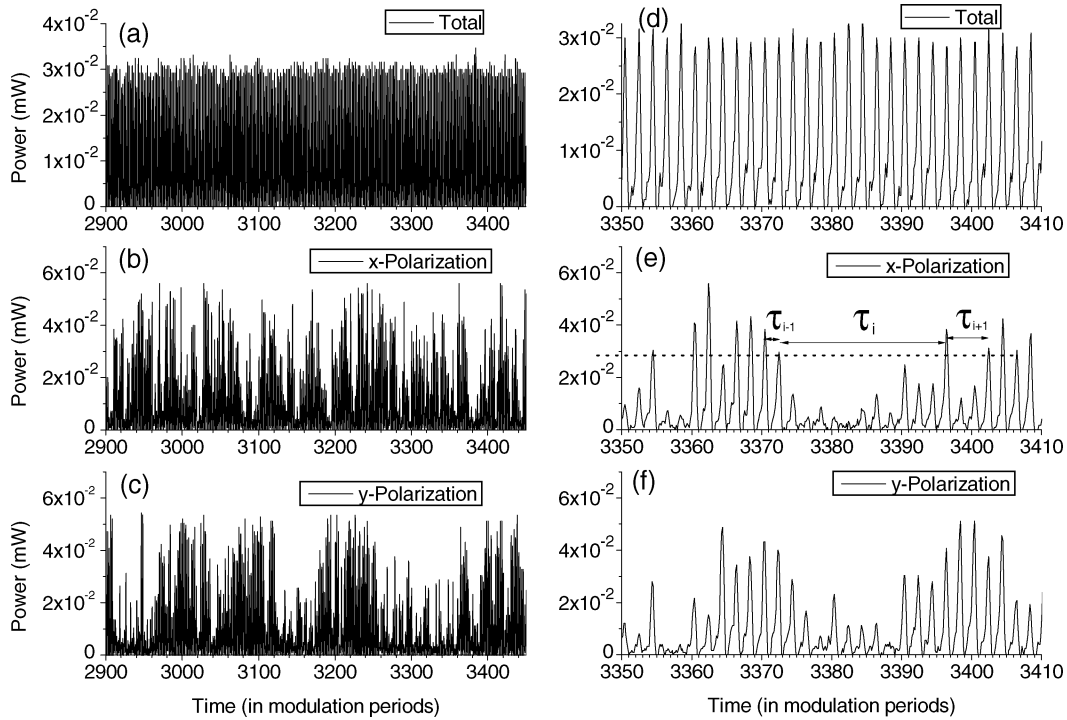 (a)
Total
Power (mW)
4x10-2
3x10-2
2x10-2
1x10-2
0
2900 3000 3100 3200 3300 3400
(d)
Total
3x10-2
2x10-2
1x10-2
0
3350 3360 3370 3380 3390 3400 3410
(b)
x-Polarization
Power (mW)
6x10-2
4x10-2
2x10-2
0
2900 3000 3100 3200 3300 3400
(e)
x-Polarization
6x10-2
4x10-2
2x10-2
0
τi-1 τi τi+1
3350 3360 3370 3380 3390 3400 3410
(c)
y-Polarization
Power (mW)
6x10-2
4x10-2
2x10-2
0
2900 3000 3100 3200 3300 3400
Time (in modulation periods)
(f)
y-Polarization
6x10-2
4x10-2
2x10-2
0
3350 3360 3370 3380 3390 3400 3410
Time (in modulation periods)